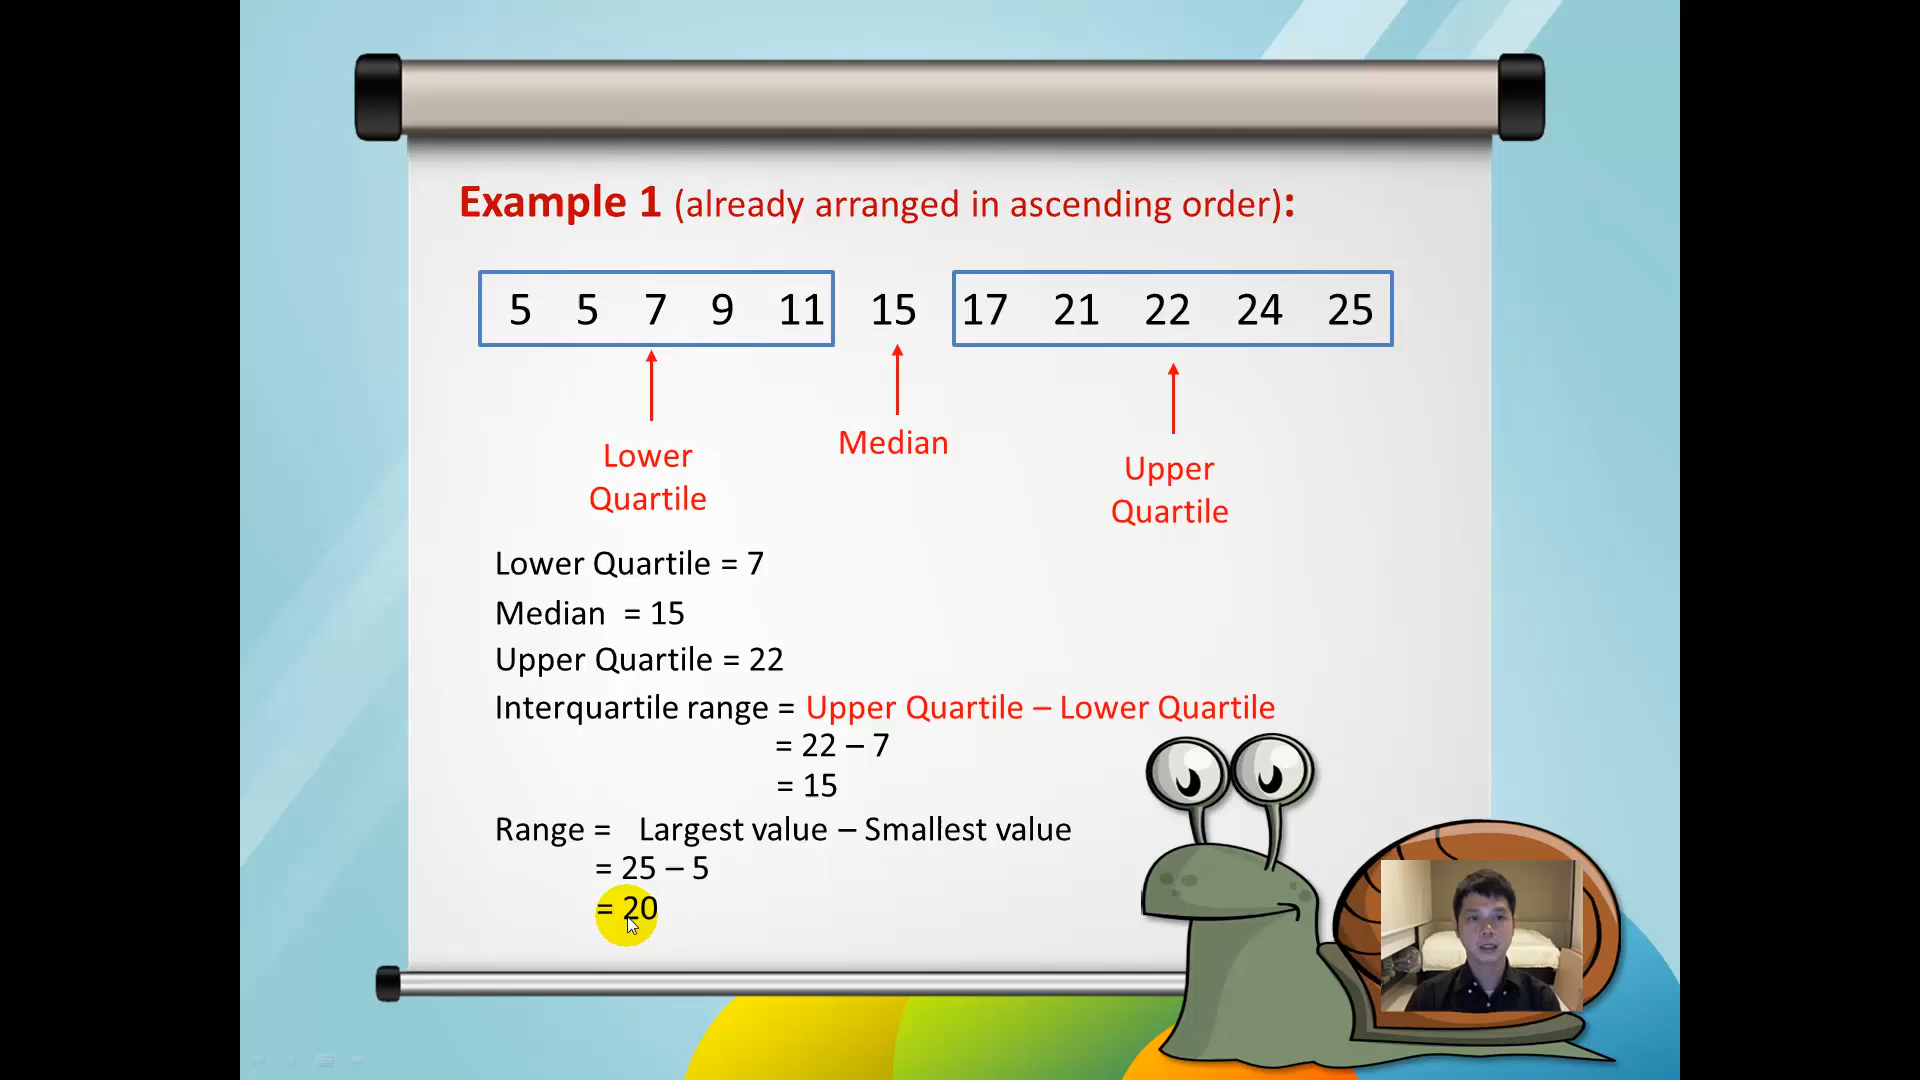 Example 1 (already arranged in ascending order):
5 5 7 9 11 15 17 21 22 24 25
Lower Quartile
Median
Upper Quartile
Lower Quartile = 7
Median = 15
Upper Quartile = 22
Interquartile range = Upper Quartile – Lower Quartile
= 22 – 7
= 15
Range = Largest value – Smallest value
= 25 – 5
= 20